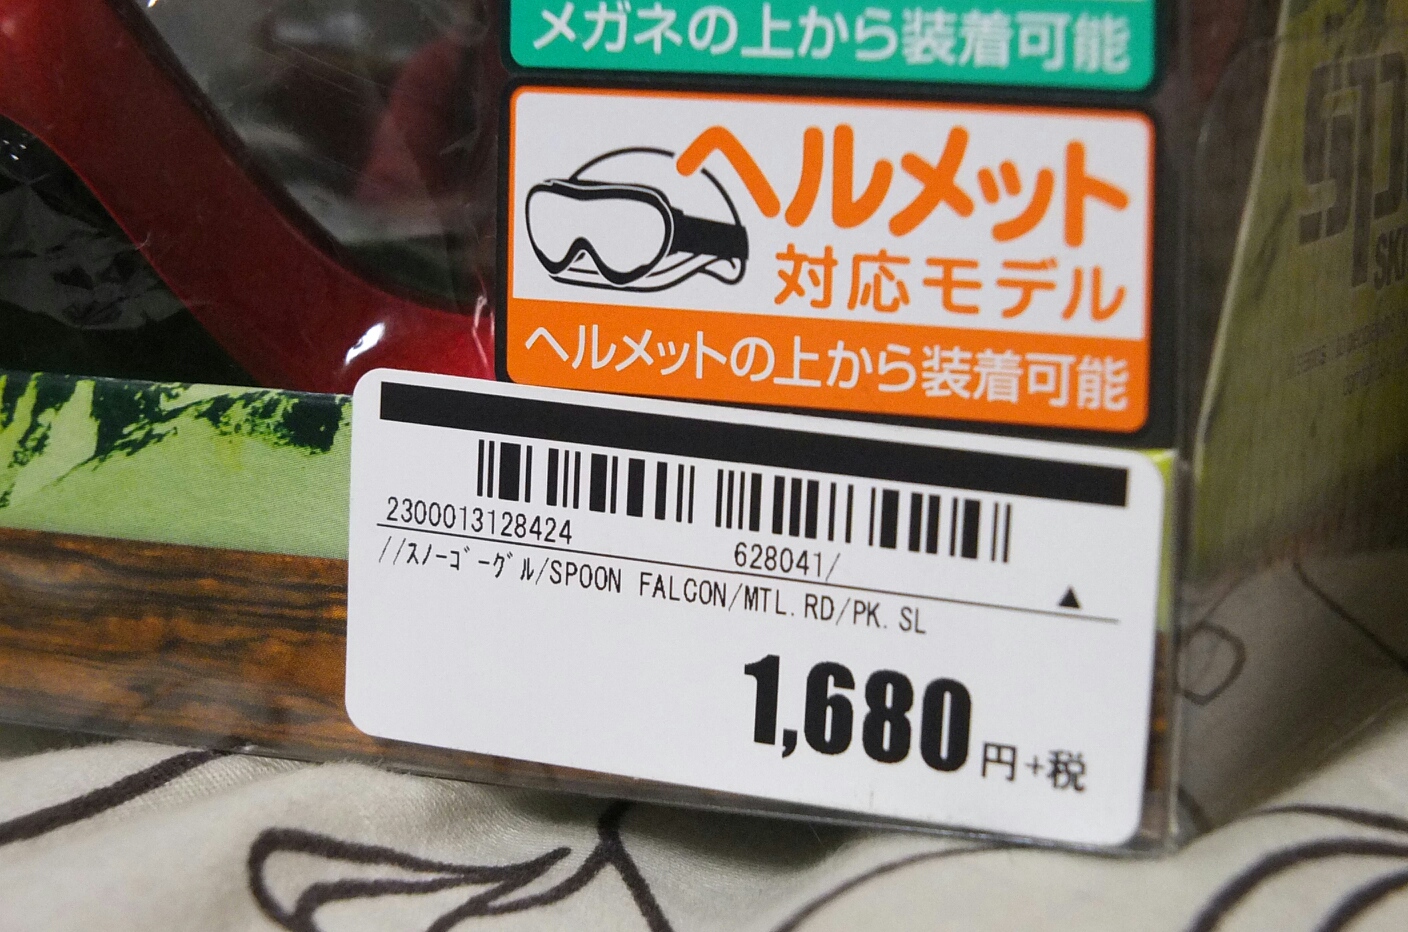 メガネの上から装着可能
ヘルメット
対応モデル
ヘルメットの上から装着可能
2300013128424
628041/
//スノーゴーグル/SPOON FALCON/MTL.RD/PK.SL
▲
1,680円+税
SP
SKI